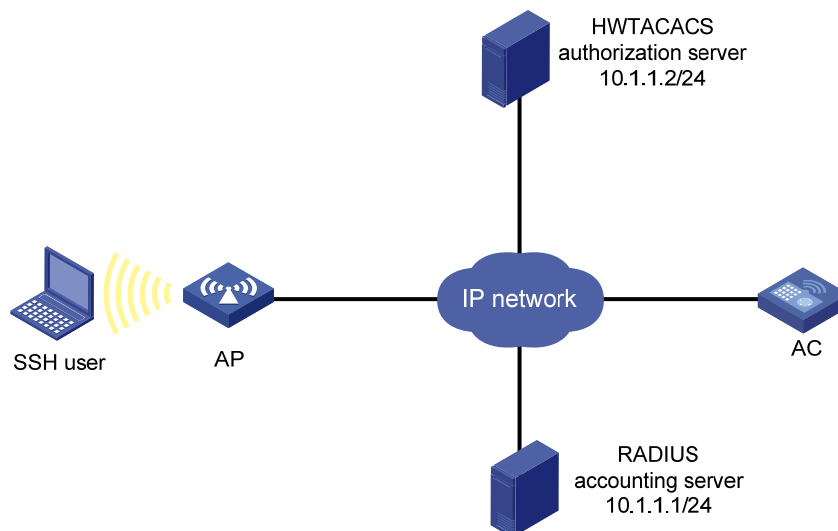 HWTACACS
authorization server
10.1.1.2/24
SSH user
AP
IP network
AC
RADIUS
accounting server
10.1.1.1/24